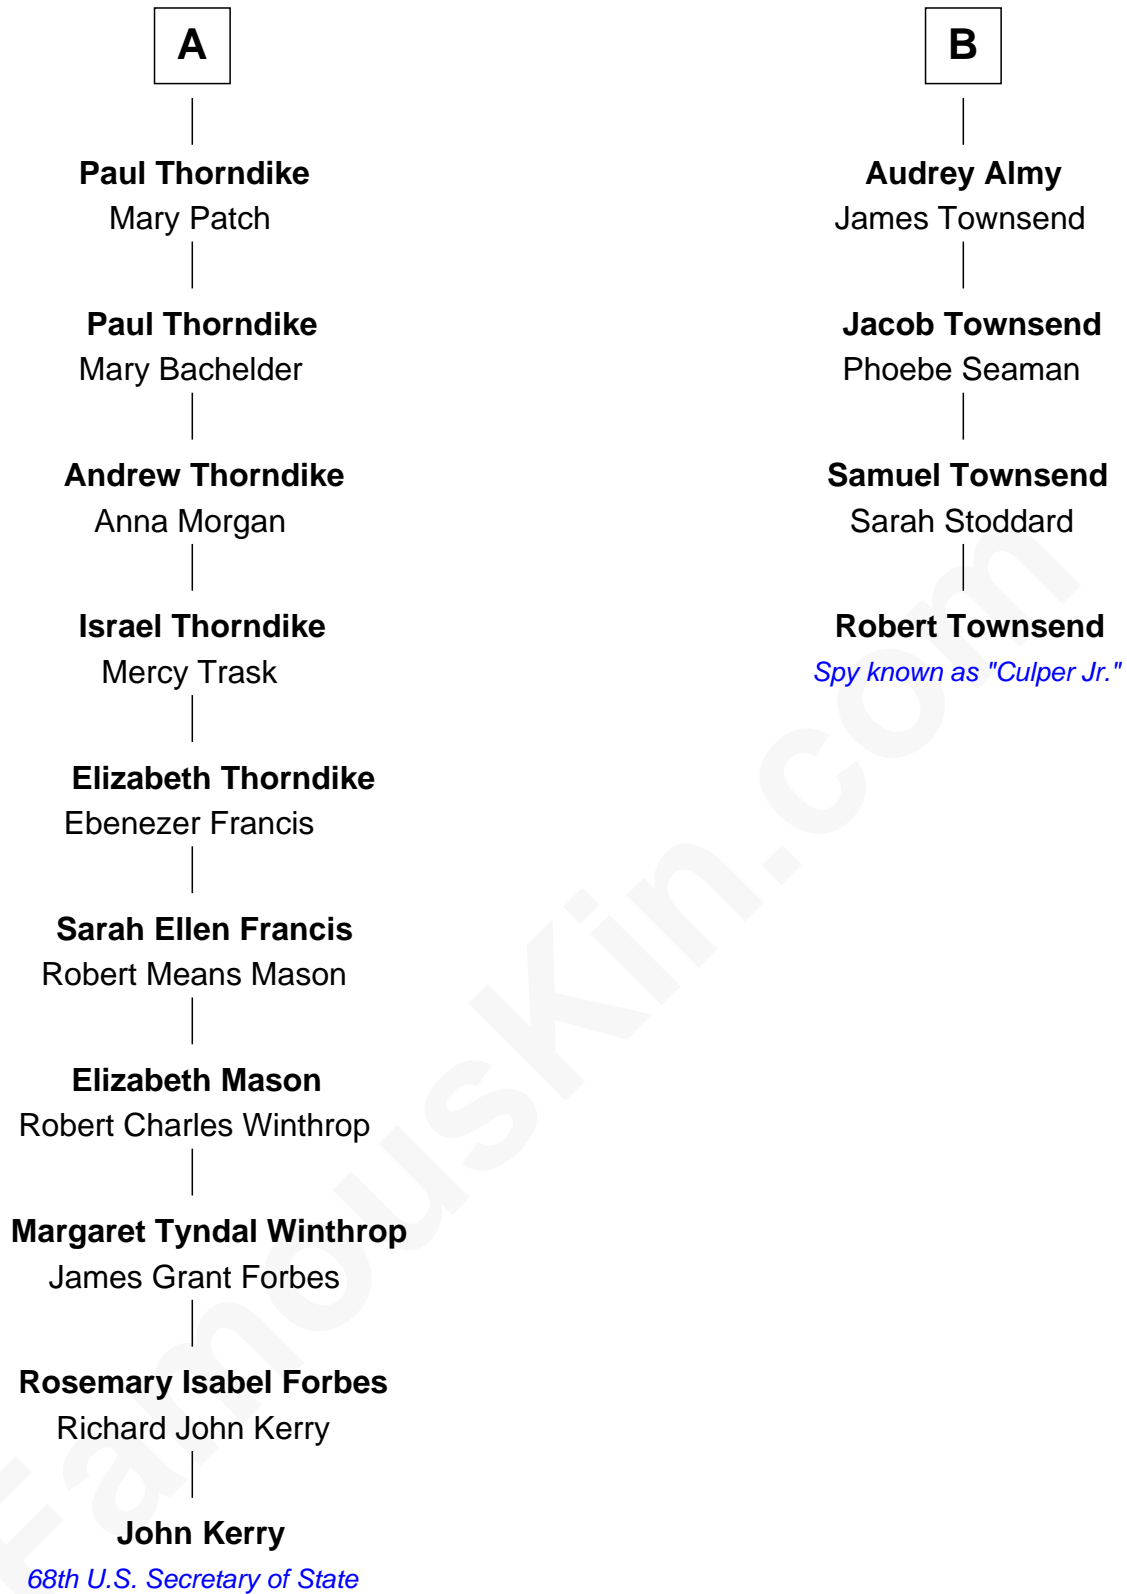 A
Paul Thorndike
Mary Patch
Paul Thorndike
Mary Bachelder
Andrew Thorndike
Anna Morgan
Israel Thorndike
Mercy Trask
Elizabeth Thorndike
Ebenezer Francis
Sarah Ellen Francis
Robert Means Mason
Elizabeth Mason
Robert Charles Winthrop
Margaret Tyndal Winthrop
James Grant Forbes
Rosemary Isabel Forbes
Richard John Kerry
John Kerry
68th U.S. Secretary of State
B
Audrey Almy
James Townsend
Jacob Townsend
Phoebe Seaman
Samuel Townsend
Sarah Stoddard
Robert Townsend
Spy known as "Culper Jr."
FamousKin.com